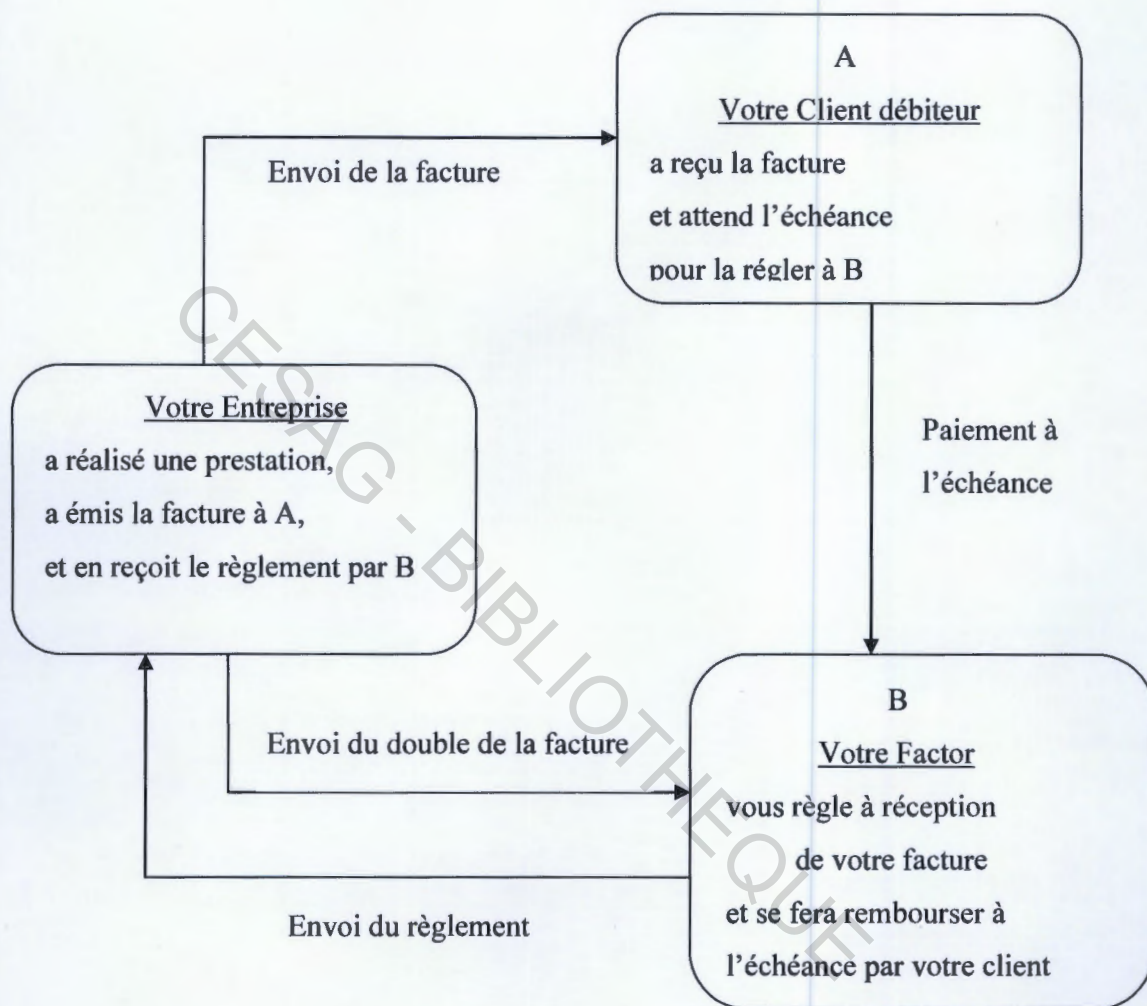 A
Votre Client débiteur
a reçu la facture
et attend l'échéance
pour la régler à B
Envoi de la facture
Votre Entreprise
a réalisé une prestation,
a émis la facture à A,
et en reçoit le règlement par B
Paiement à
l'échéance
Envoi du double de la facture
Envoi du règlement
B
Votre Factor
vous règle à réception
de votre facture
et se fera rembourser à
l'échéance par votre client
CESAG - BIBLIOTHEQUE